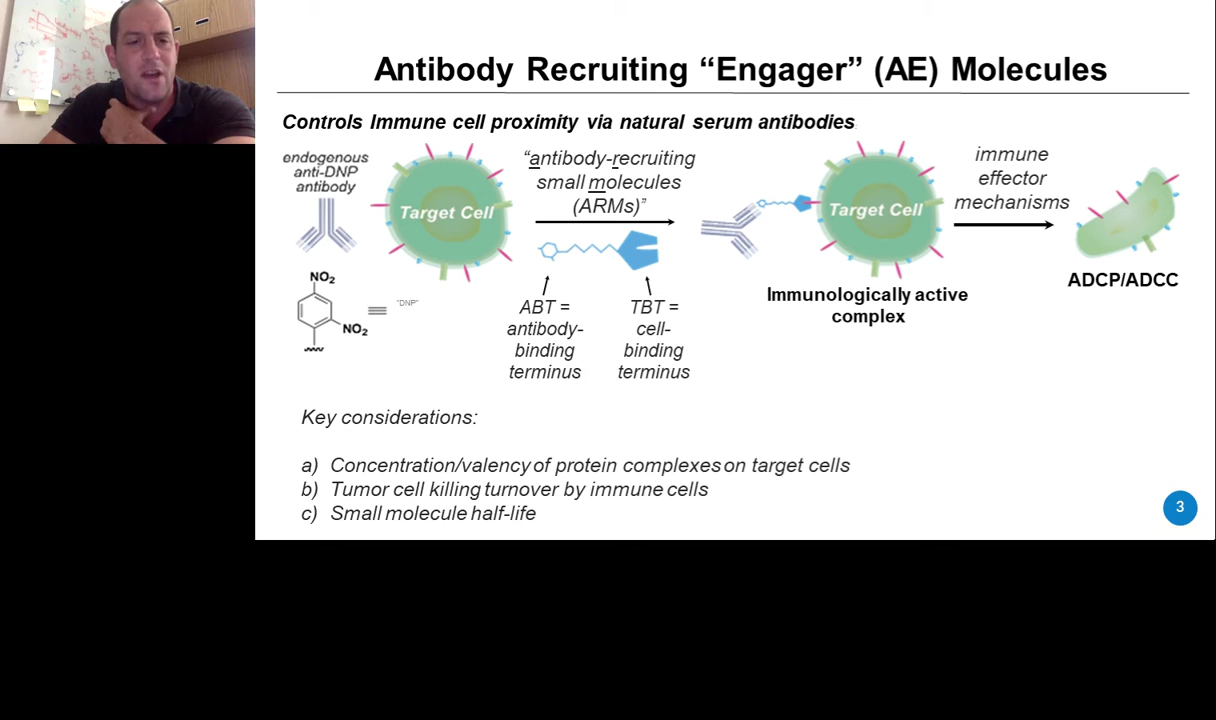 Antibody Recruiting “Engager” (AE) Molecules
Controls Immune cell proximity via natural serum antibodies
endogenous
anti-DNP
antibody
Target Cell
“antibody-recruiting
small molecules
(ARMs)”
Target Cell
immune
effector
mechanisms
ADCP/ADCC
NO2
NO2
"DNP"
ABT =
antibody-
binding
terminus
TBT =
cell-
binding
terminus
Immunologically active
complex
Key considerations:
a) Concentration/valency of protein complexes on target cells
b) Tumor cell killing turnover by immune cells
c) Small molecule half-life
3